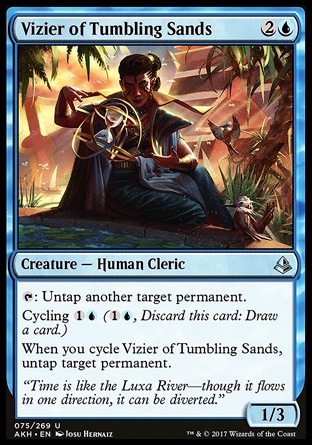 Vizier of Tumbling Sands 2
Creature — Human Cleric
: Untap another target permanent.
Cycling 1 (1, Discard this card: Draw
a card.)
When you cycle Vizier of Tumbling Sands,
untap target permanent.
“Time is like the Luxa River—though it flows
in one direction, it can be diverted.”
1/3
075/269 U
AKH • EN Josu Hernaiz
™ & © 2017 Wizards of the Coast